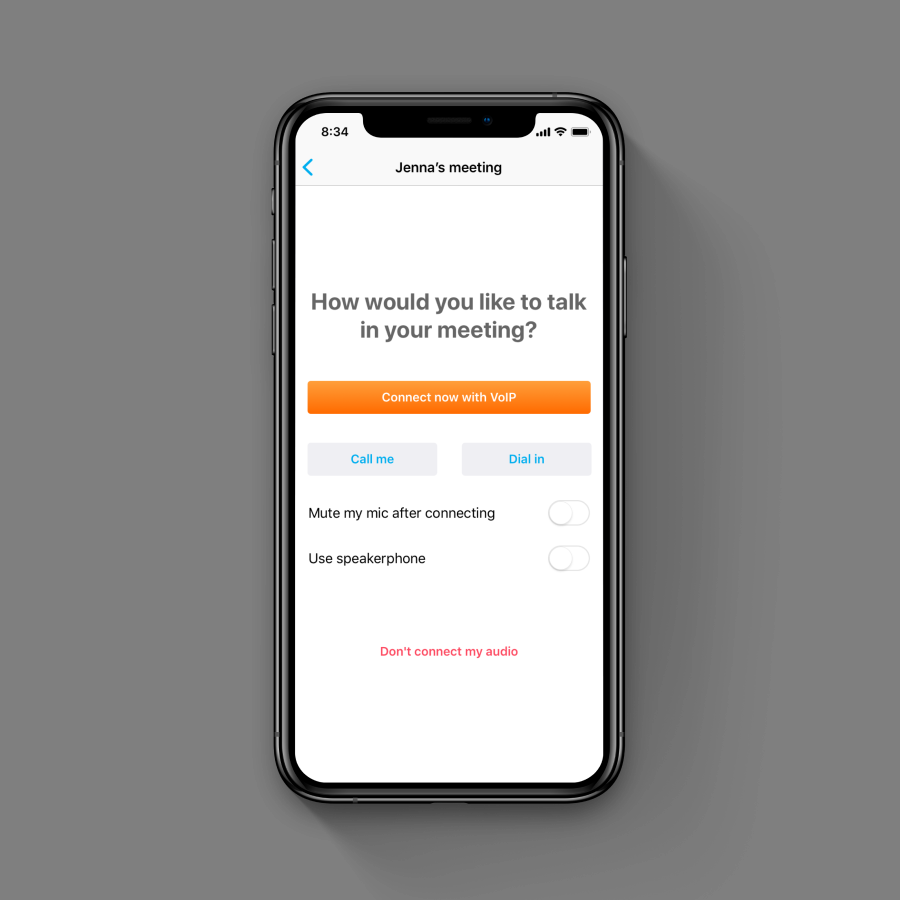 8:34
Jenna’s meeting
How would you like to talk
in your meeting?
Connect now with VoIP
Call me
Dial in
Mute my mic after connecting
Use speakerphone
Don't connect my audio